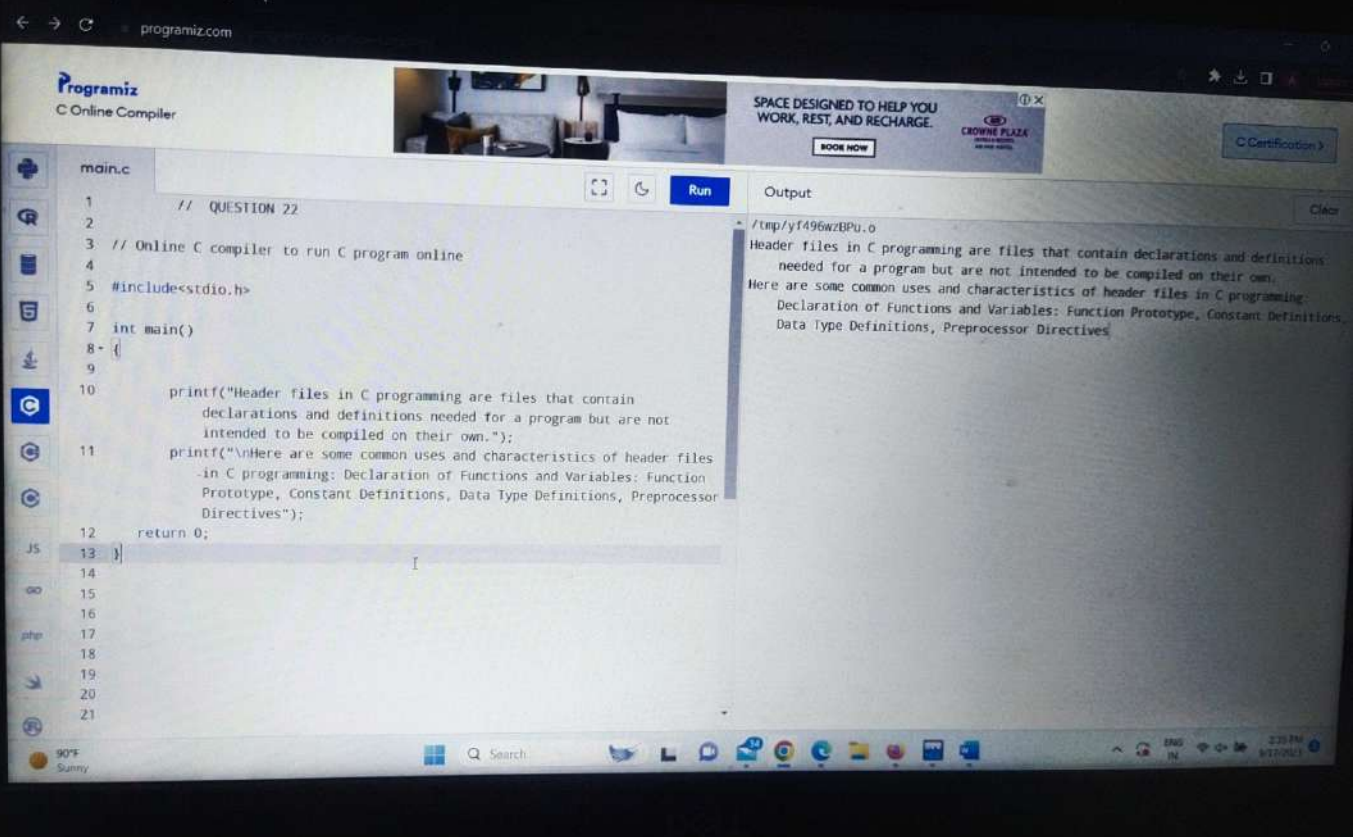 programiz.com
Programiz
C Online Compiler
SPACE DESIGNED TO HELP YOU
WORK, REST, AND RECHARGE.
BOOK NOW
CROWNE PLAZA
C Certification >
main.c
Run
Output
Clear
1 // QUESTION 22
2
3 // Online C compiler to run C program online
4
5 #include<stdio.h>
6
7 int main()
8 {
9
10 printf("Header files in C programming are files that contain
declarations and definitions needed for a program but are not
intended to be compiled on their own.");
11 printf("\nHere are some common uses and characteristics of header files
in C programming: Declaration of Functions and Variables: Function
Prototype, Constant Definitions, Data Type Definitions, Preprocessor
Directives");
12 return 0;
13 }
14
15
16
17
18
19
20
21
/tmp/yf496wzBPu.o
Header files in C programming are files that contain declarations and definitions
needed for a program but are not intended to be compiled on their own.
Here are some common uses and characteristics of header files in C programming:
Declaration of Functions and Variables: Function Prototype, Constant Definitions,
Data Type Definitions, Preprocessor Directives
JS
GO
php
90°F
Sunny
Search
ENG
IN